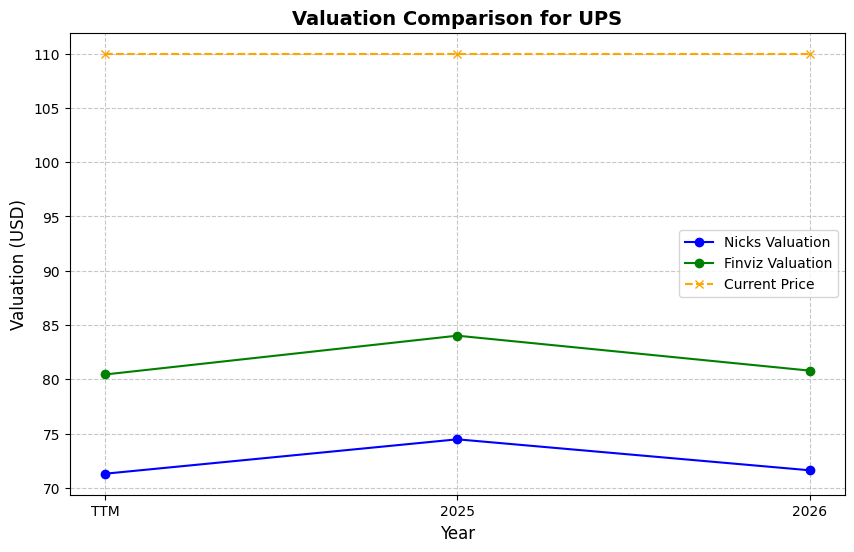 Valuation Comparison for UPS
Valuation (USD)
110
105
100
95
90
85
80
75
70
Nicks Valuation
Finviz Valuation
Current Price
TTM
2025
2026
Year